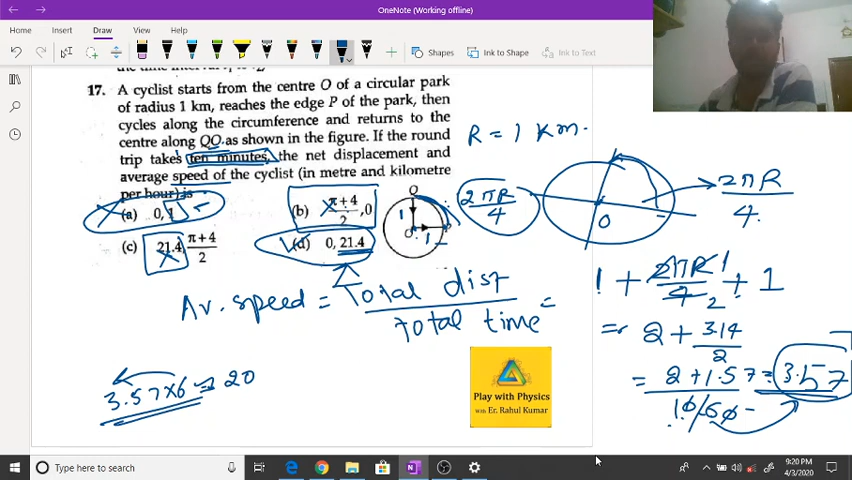 OneNote (Working offline)
Home Insert Draw View Help
Shapes Ink to Shape Ink to Text
17. A cyclist starts from the centre O of a circular park
of radius 1 km, reaches the edge P of the park, then
cycles along the circumference and returns to the
centre along QO as shown in the figure. If the round
trip takes ten minutes, the net displacement and
average speed of the cyclist (in metre and kilometre
per hour) is
(a) 0, 1
(b) π+4/2, 0
(c) 21.4, π+4/2
(d) 0, 21.4
Q
O
1
1
R = 1 Km.
2πR/4
O
2πR/4
Av. speed = Total dist / total time =
1 + 2πR/4 + 1
2
= 2 + 3.14/2
= 2 + 1.57 = 3.57
10/60
3.57x6 = 20
Play with Physics
with Er. Rahul Kumar
Type here to search
9:20 PM
4/3/2020